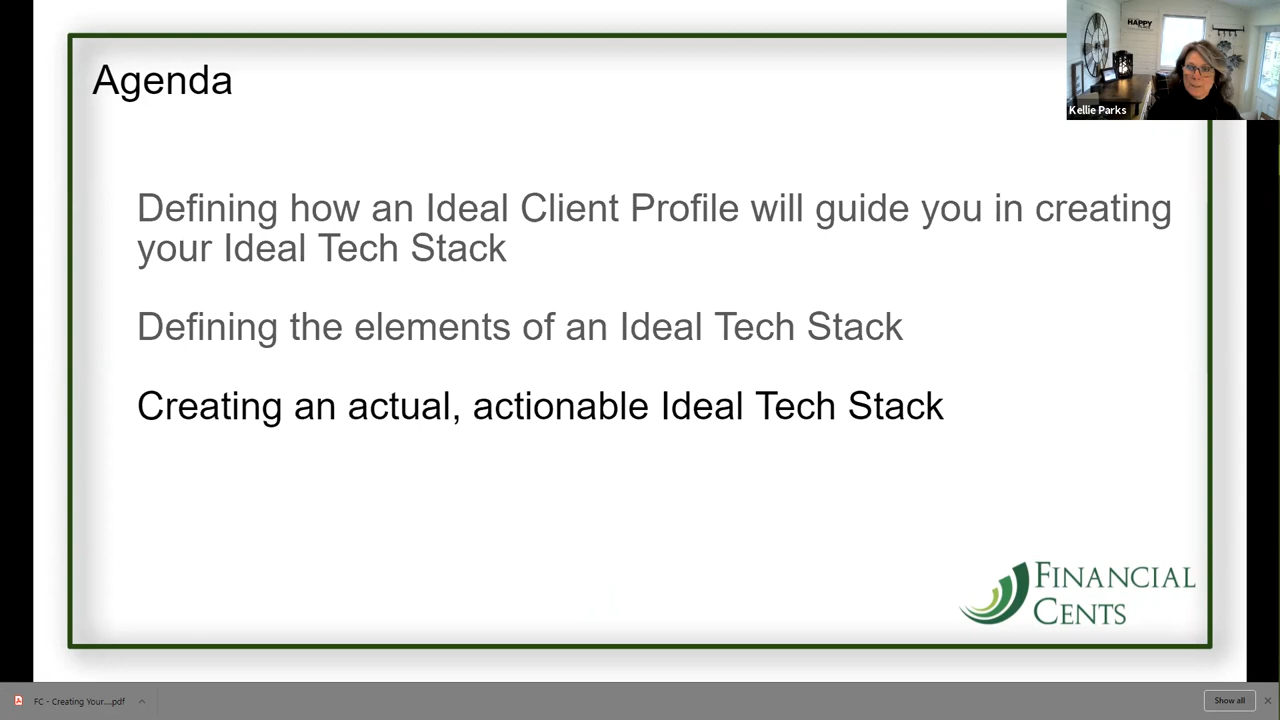 Agenda
HAPPY
Kellie Parks
Defining how an Ideal Client Profile will guide you in creating
your Ideal Tech Stack
Defining the elements of an Ideal Tech Stack
Creating an actual, actionable Ideal Tech Stack
FINANCIAL
CENTS
FC - Creating Your....pdf
Show all